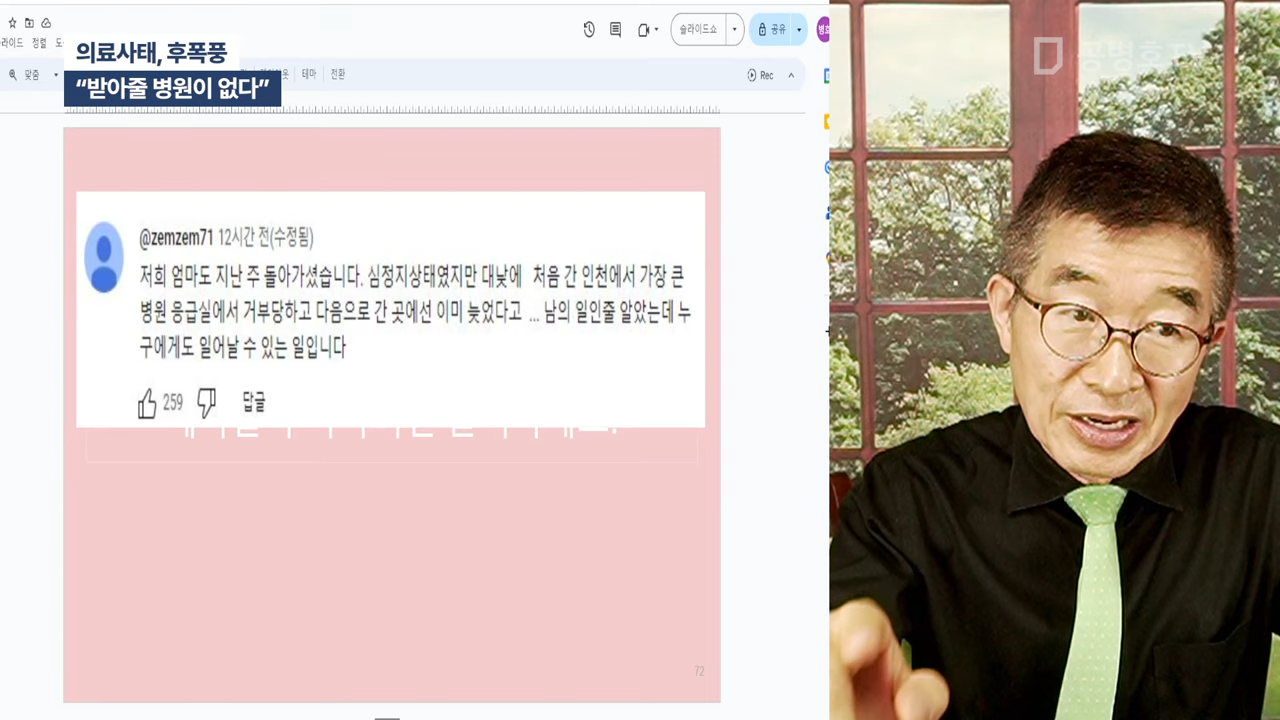 의료사태, 후폭풍
“받아줄 병원이 없다”
슬라이드쇼
공유
맞춤
테마
전환
Rec
@zemzem71 12시간 전(수정됨)
저희 엄마도 지난 주 돌아가셨습니다. 심정지상태였지만 대낮에 처음 간 인천에서 가장 큰
병원 응급실에서 거부당하고 다음으로 간 곳에선 이미 늦었다고 ... 남의 일인줄 알았는데 누
구에게도 일어날 수 있는 일입니다
259 답글
72